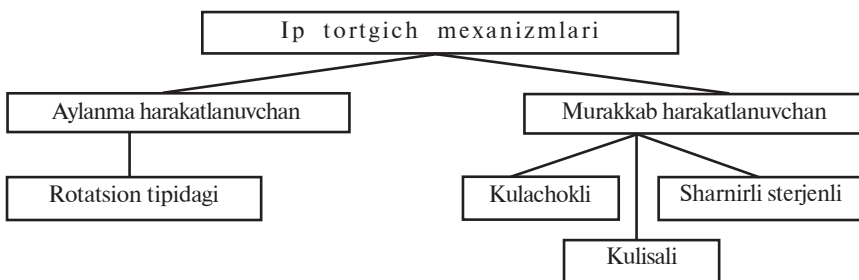 Ip tortgich mexanizmlari
Aylanma harakatlanuvchan
Murakkab harakatlanuvchan
Rotatsion tipidagi
Kulachokli
Sharnirli sterjenli
Kulisali